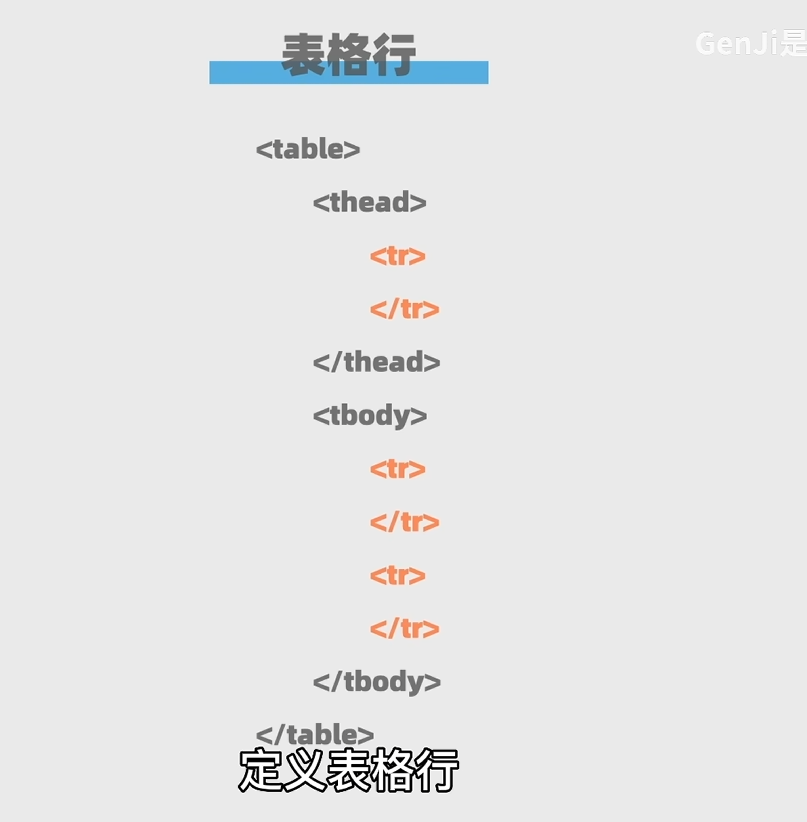 表格行
GenJi是
<table>
<thead>
<tr>
</tr>
</thead>
<tbody>
<tr>
</tr>
<tr>
</tr>
</tbody>
</table>
定义表格行